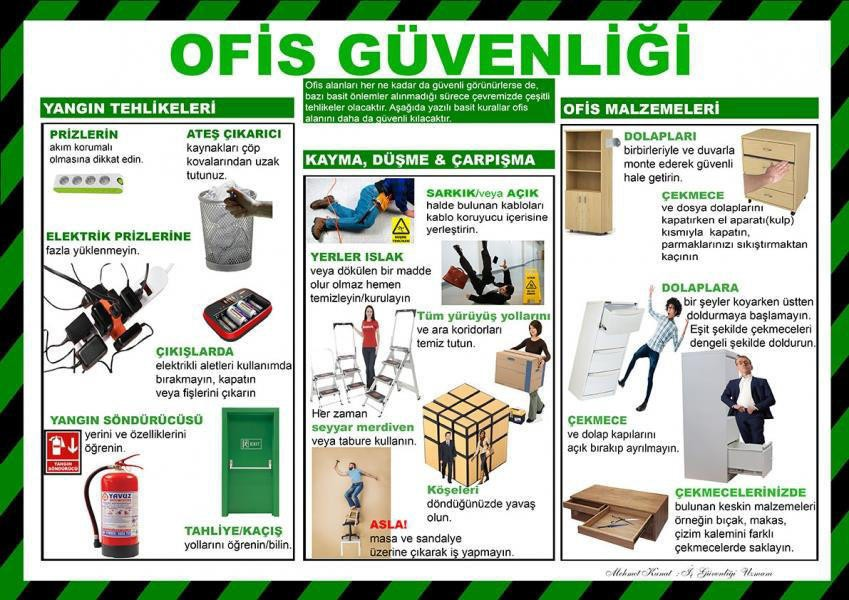 OFİS GÜVENLİĞİ
Ofis alanları her ne kadar da güvenli görünürlerse de,
bazı basit önlemler alınmadığı sürece çevremizde çeşitli
tehlikeler olacaktır. Aşağıda yazılı basit kurallar ofis
alanını daha da güvenli kılacaktır.
YANGIN TEHLİKELERİ
PRİZLERİN
akım korumalı
olmasına dikkat edin.
ATEŞ ÇIKARICI
kaynakları çöp
kovalarından uzak
tutunuz.
ELEKTRİK PRİZLERİNE
fazla yüklenmeyin.
ÇIKIŞLARDA
elektrikli aletleri kullanımda
bırakmayın, kapatın
veya fişlerini çıkarın
YANGIN SÖNDÜRÜCÜSÜ
yerini ve özelliklerini
öğrenin.
YANGIN
SÖNDÜRÜCÜ
YAVUZ
EXIT
TAHLİYE/KAÇIŞ
yollarını öğrenin/bilin.
KAYMA, DÜŞME & ÇARPIŞMA
SARKIK/veya AÇIK
halde bulunan kabloları
kablo koruyucu içerisine
yerleştirin.
DÜŞME
TEHLİKESİ
YERLER ISLAK
veya dökülen bir madde
olur olmaz hemen
temizleyin/kurulayın
Tüm yürüyüş yollarını
ve ara koridorları
temiz tutun.
Her zaman
seyyar merdiven
veya tabure kullanın.
Köşeleri
döndüğünüzde yavaş
olun.
ASLA!
masa ve sandalye
üzerine çıkarak iş yapmayın.
OFİS MALZEMELERİ
DOLAPLARI
birbirleriyle ve duvarla
monte ederek güvenli
hale getirin.
ÇEKMECE
ve dosya dolaplarını
kapatırken el aparatı(kulp)
kısmıyla kapatın,
parmaklarınızı sıkıştırmaktan
kaçının
DOLAPLARA
bir şeyler koyarken üstten
doldurmaya başlamayın.
Eşit şekilde çekmeceleri
dengeli şekilde doldurun.
ÇEKMECE
ve dolap kapılarını
açık bırakıp ayrılmayın.
ÇEKMECELERİNİZDE
bulunan keskin malzemeleri
örneğin bıçak, makas,
çizim kalemini farklı
çekmecelerde saklayın.
Mehmet Kunat : İş Güvenliği Uzmanı